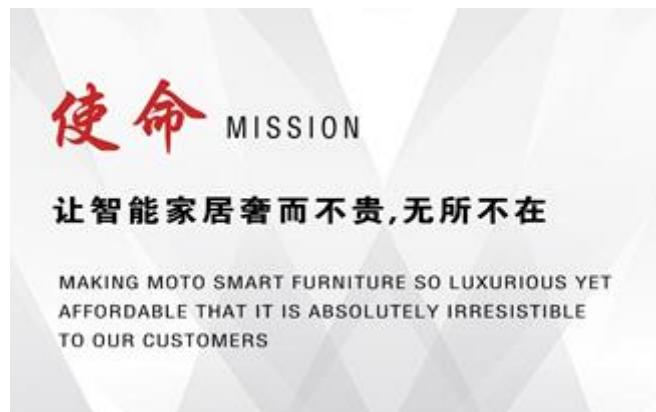 使命 MISSION
让智能家居奢而不贵,无所不在
MAKING MOTO SMART FURNITURE SO LUXURIOUS YET
AFFORDABLE THAT IT IS ABSOLUTELY IRRESISTIBLE
TO OUR CUSTOMERS